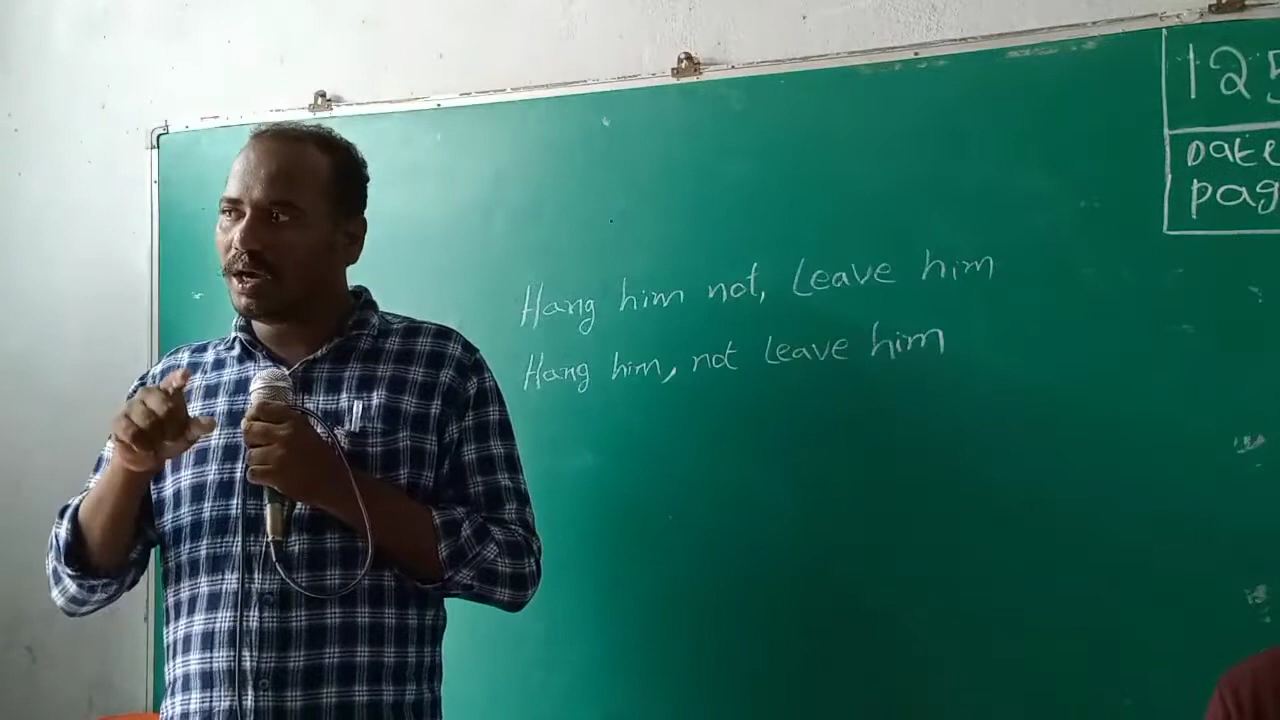 Hang him not, Leave him
Hang him, not Leave him
125
Date
pag